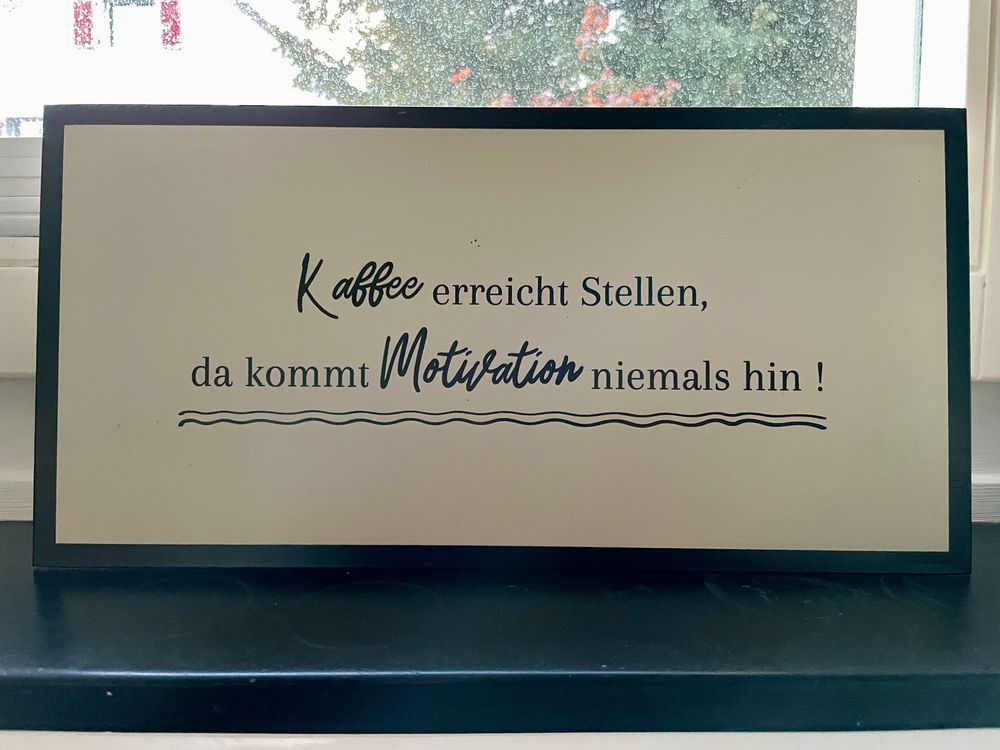 Kaffee erreicht Stellen,
da kommt Motivation niemals hin !